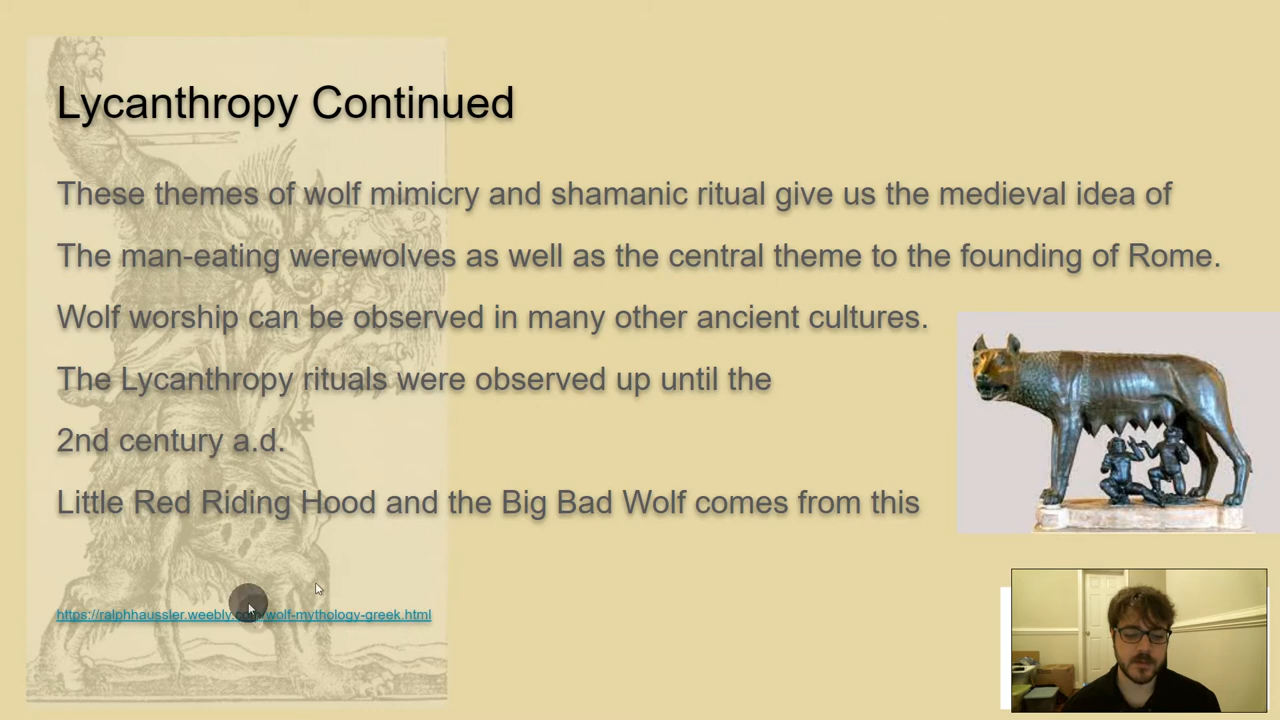 Lycanthropy Continued
These themes of wolf mimicry and shamanic ritual give us the medieval idea of
The man-eating werewolves as well as the central theme to the founding of Rome.
Wolf worship can be observed in many other ancient cultures.
The Lycanthropy rituals were observed up until the
2nd century a.d.
Little Red Riding Hood and the Big Bad Wolf comes from this
https://ralphhaussler.weebly.com/wolf-mythology-greek.html